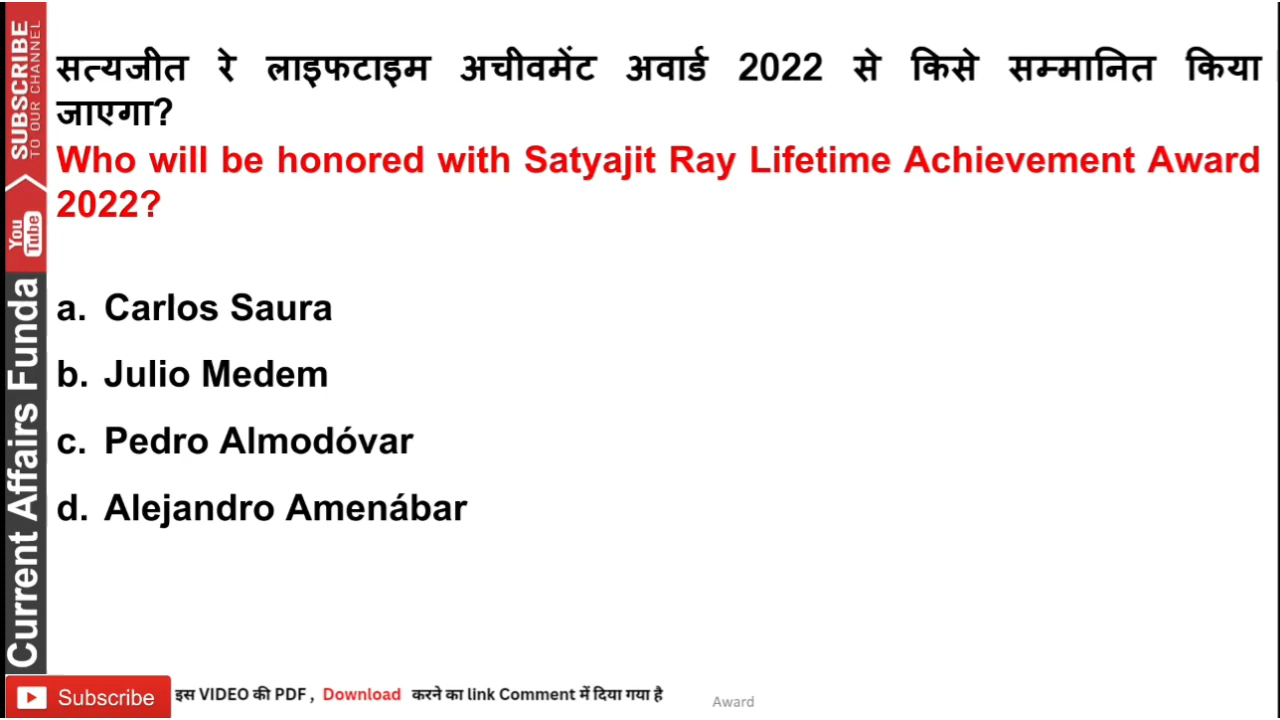 सत्यजीत रे लाइफटाइम अचीवमेंट अवार्ड 2022 से किसे सम्मानित किया
जाएगा?
Who will be honored with Satyajit Ray Lifetime Achievement Award
2022?
a. Carlos Saura
b. Julio Medem
c. Pedro Almodóvar
d. Alejandro Amenábar
SUBSCRIBE
TO OUR CHANNEL
You
Tube
Current Affairs Funda
Subscribe
इस VIDEO की PDF , Download करने का link Comment में दिया गया है
Award